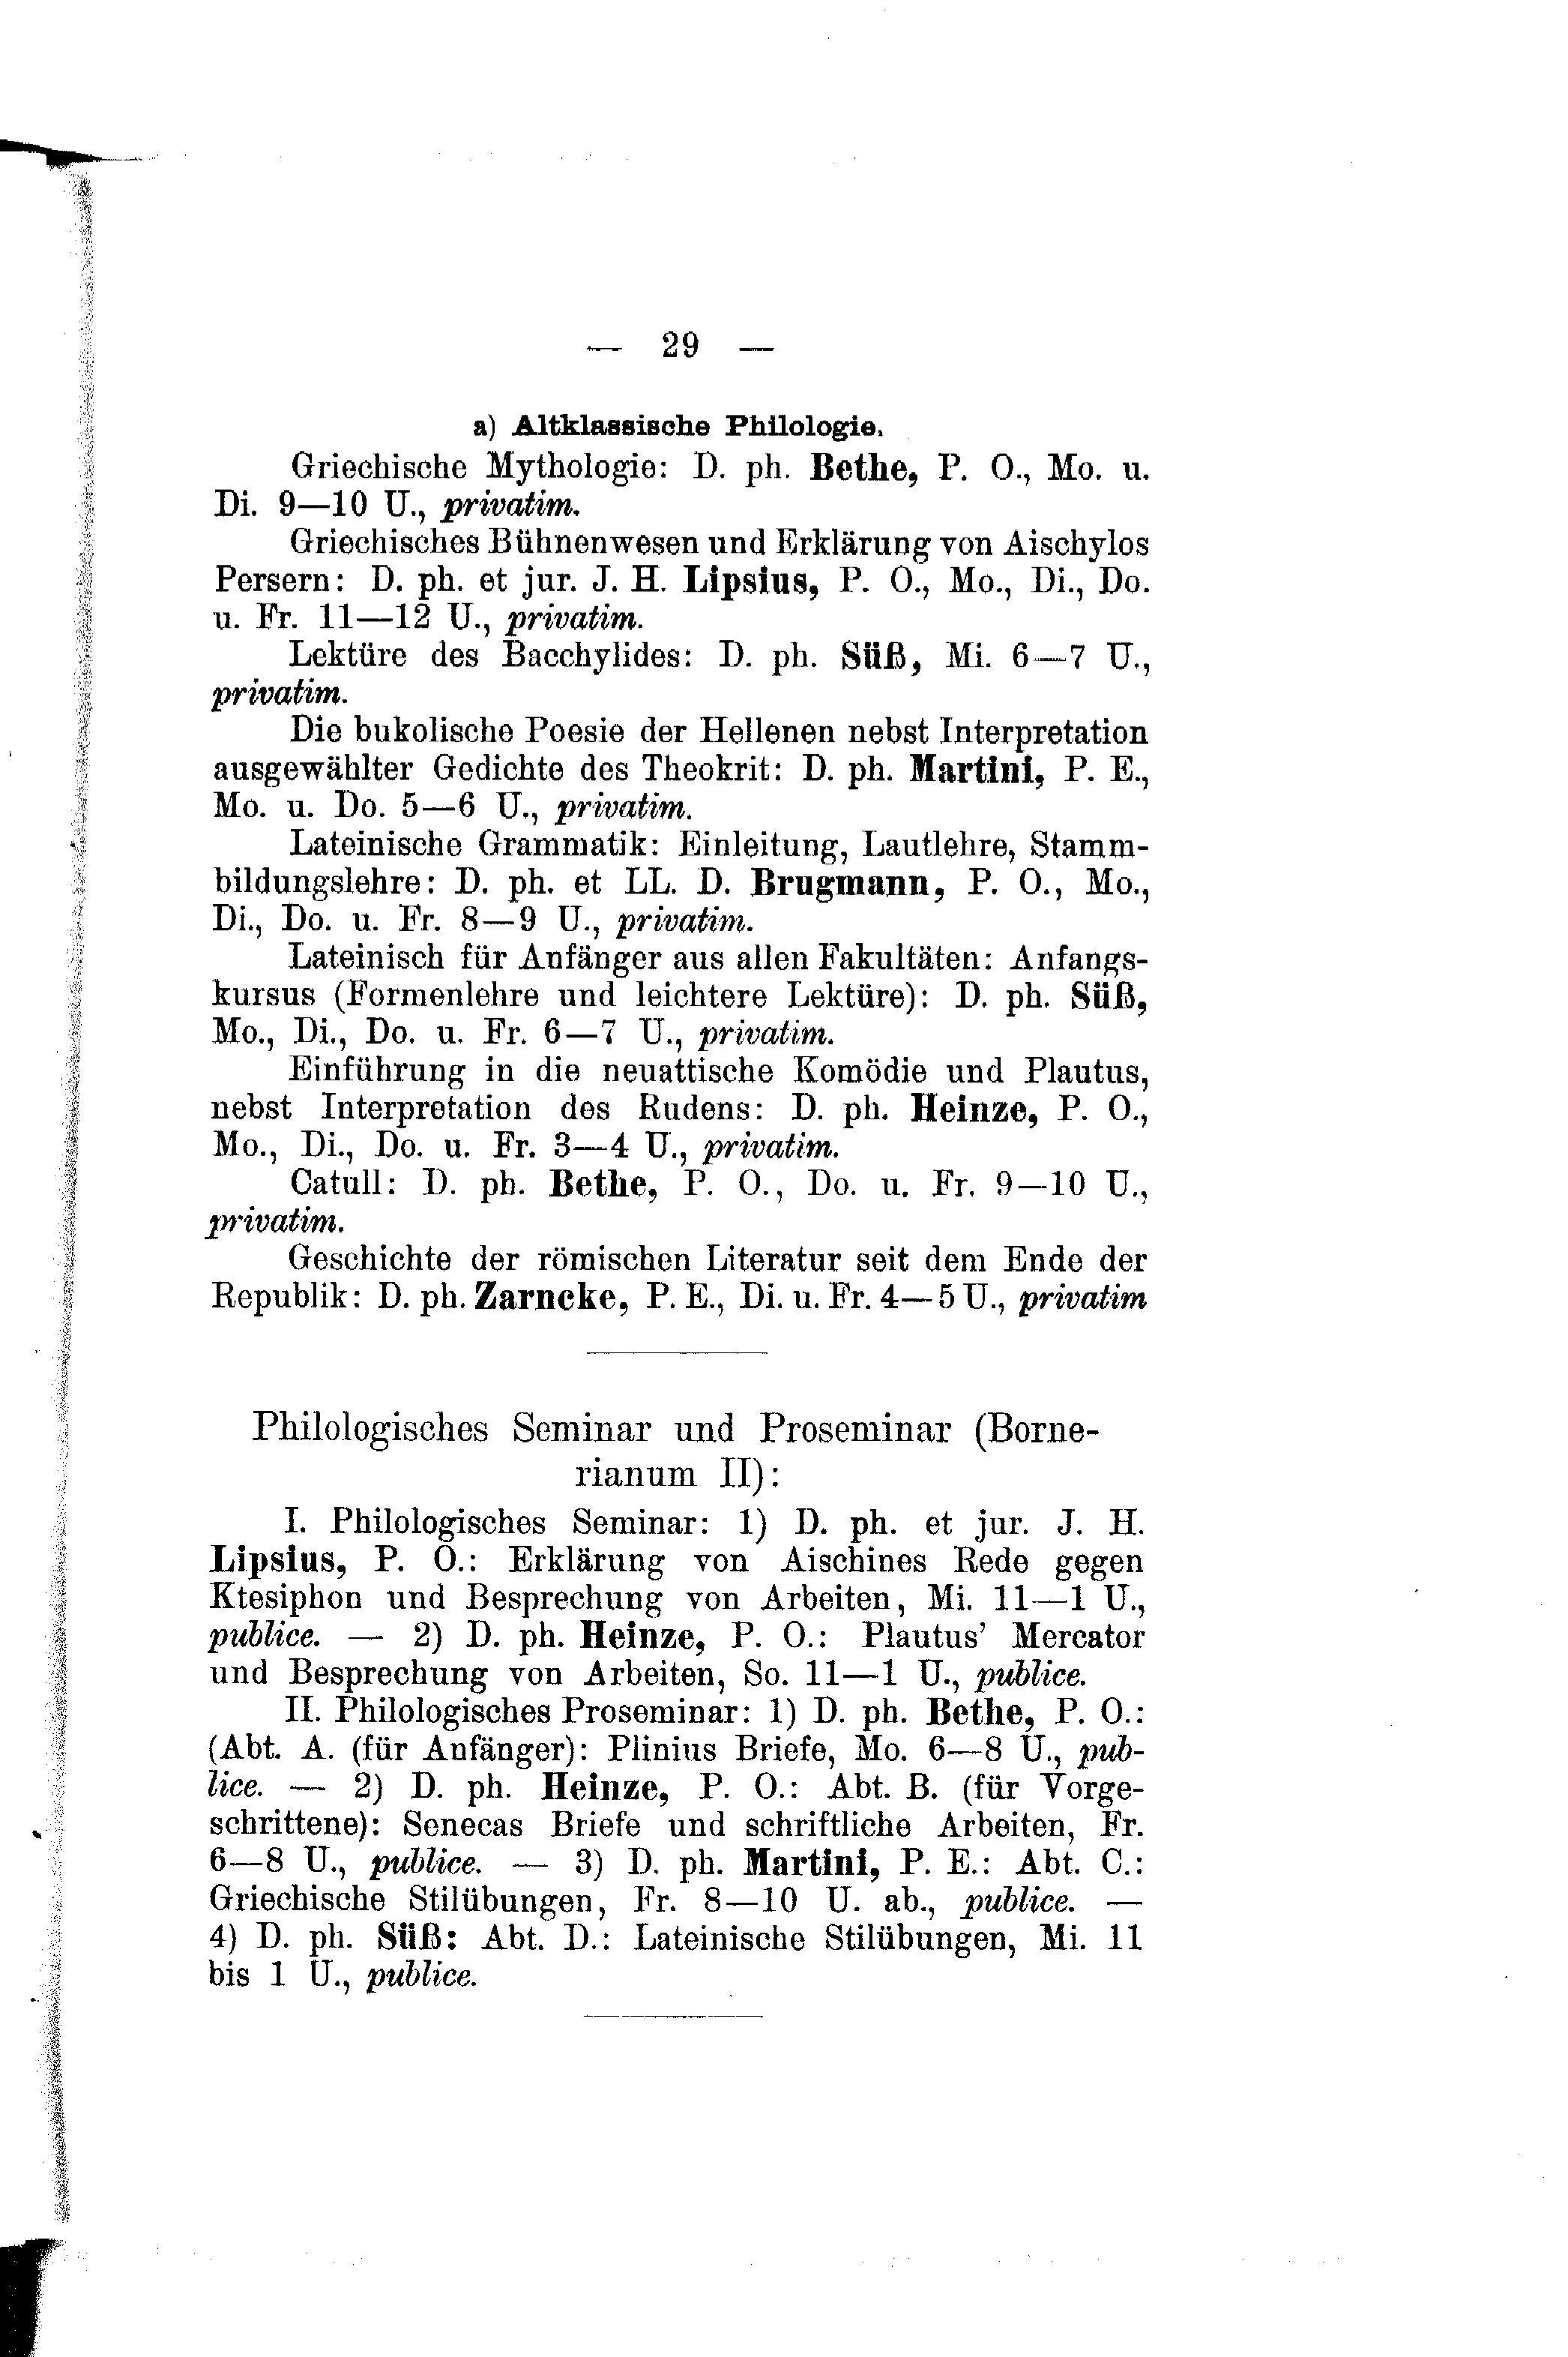 — 29 —
a) Altklassische Philologie.
Griechische Mythologie: D. ph. Bethe, P. O., Mo. u.
Di. 9—10 U., privatim.
Griechisches Bühnenwesen und Erklärung von Aischylos
Persern: D. ph. et jur. J. H. Lipsius, P. O., Mo., Di., Do.
u. Fr. 11—12 U., privatim.
Lektüre des Bacchylides: D. ph. Süß, Mi. 6—7 U.,
privatim.
Die bukolische Poesie der Hellenen nebst Interpretation
ausgewählter Gedichte des Theokrit: D. ph. Martini, P. E.,
Mo. u. Do. 5—6 U., privatim.
Lateinische Grammatik: Einleitung, Lautlehre, Stamm-
bildungslehre: D. ph. et LL. D. Brugmann, P. O., Mo.,
Di., Do. u. Fr. 8—9 U., privatim.
Lateinisch für Anfänger aus allen Fakultäten: Anfangs-
kursus (Formenlehre und leichtere Lektüre): D. ph. Süß,
Mo., Di., Do. u. Fr. 6—7 U., privatim.
Einführung in die neuattische Komödie und Plautus,
nebst Interpretation des Rudens: D. ph. Heinze, P. O.,
Mo., Di., Do. u. Fr. 3—4 U., privatim.
Catull: D. ph. Bethe, P. O., Do. u. Fr. 9—10 U.,
privatim.
Geschichte der römischen Literatur seit dem Ende der
Republik: D. ph. Zarncke, P. E., Di. u. Fr. 4—5 U., privatim
Philologisches Seminar und Proseminar (Borne-
rianum II):
I. Philologisches Seminar: 1) D. ph. et jur. J. H.
Lipsius, P. O.: Erklärung von Aischines Rede gegen
Ktesiphon und Besprechung von Arbeiten, Mi. 11—1 U.,
publice. — 2) D. ph. Heinze, P. O.: Plautus' Mercator
und Besprechung von Arbeiten, So. 11—1 U., publice.
II. Philologisches Proseminar: 1) D. ph. Bethe, P. O.:
(Abt. A. (für Anfänger): Plinius Briefe, Mo. 6—8 U., pub-
lice. — 2) D. ph. Heinze, P. O.: Abt. B. (für Vorge-
schrittene): Senecas Briefe und schriftliche Arbeiten, Fr.
6—8 U., publice. — 3) D. ph. Martini, P. E.: Abt. C.:
Griechische Stilübungen, Fr. 8—10 U. ab., publice. —
4) D. ph. Süß: Abt. D.: Lateinische Stilübungen, Mi. 11
bis 1 U., publice.